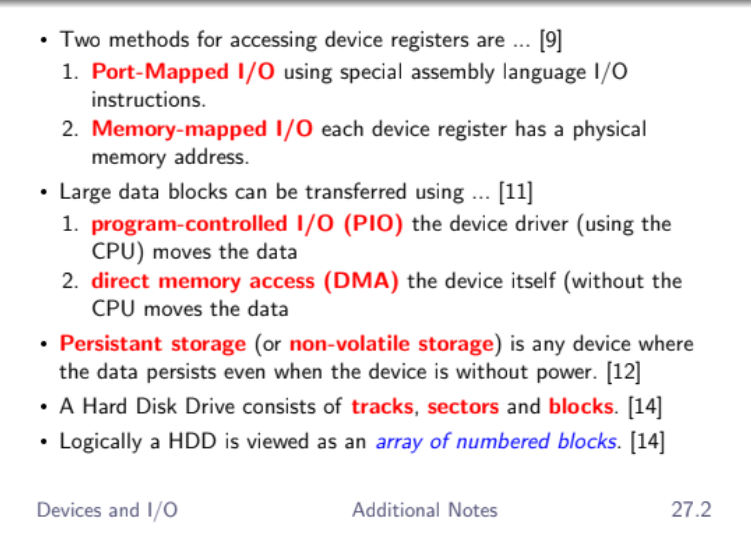 • Two methods for accessing device registers are ... [9]
1. Port-Mapped I/O using special assembly language I/O
instructions.
2. Memory-mapped I/O each device register has a physical
memory address.
• Large data blocks can be transferred using ... [11]
1. program-controlled I/O (PIO) the device driver (using the
CPU) moves the data
2. direct memory access (DMA) the device itself (without the
CPU moves the data
• Persistant storage (or non-volatile storage) is any device where
the data persists even when the device is without power. [12]
• A Hard Disk Drive consists of tracks, sectors and blocks. [14]
• Logically a HDD is viewed as an array of numbered blocks. [14]
Devices and I/O Additional Notes 27.2